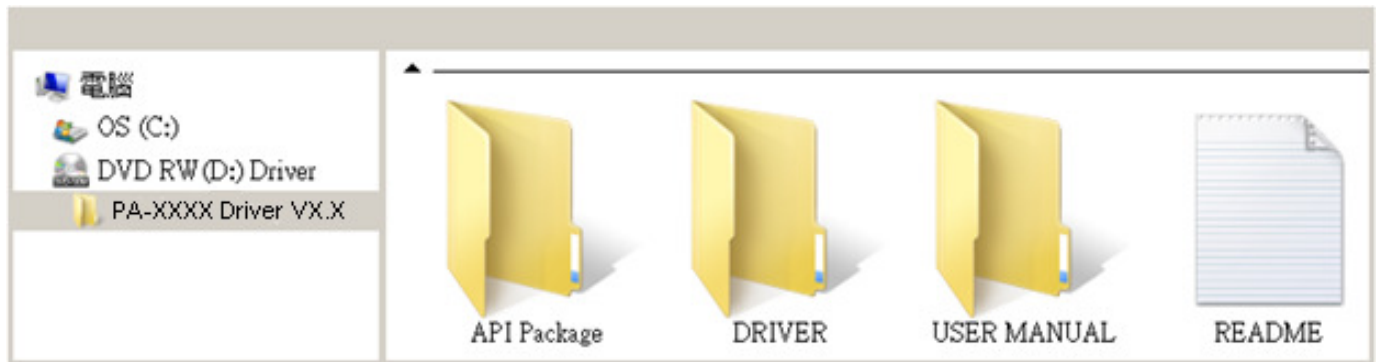 電腦
OS (C:)
DVD RW (D:) Driver
PA-XXXX Driver VX.X
API Package
DRIVER
USER MANUAL
README